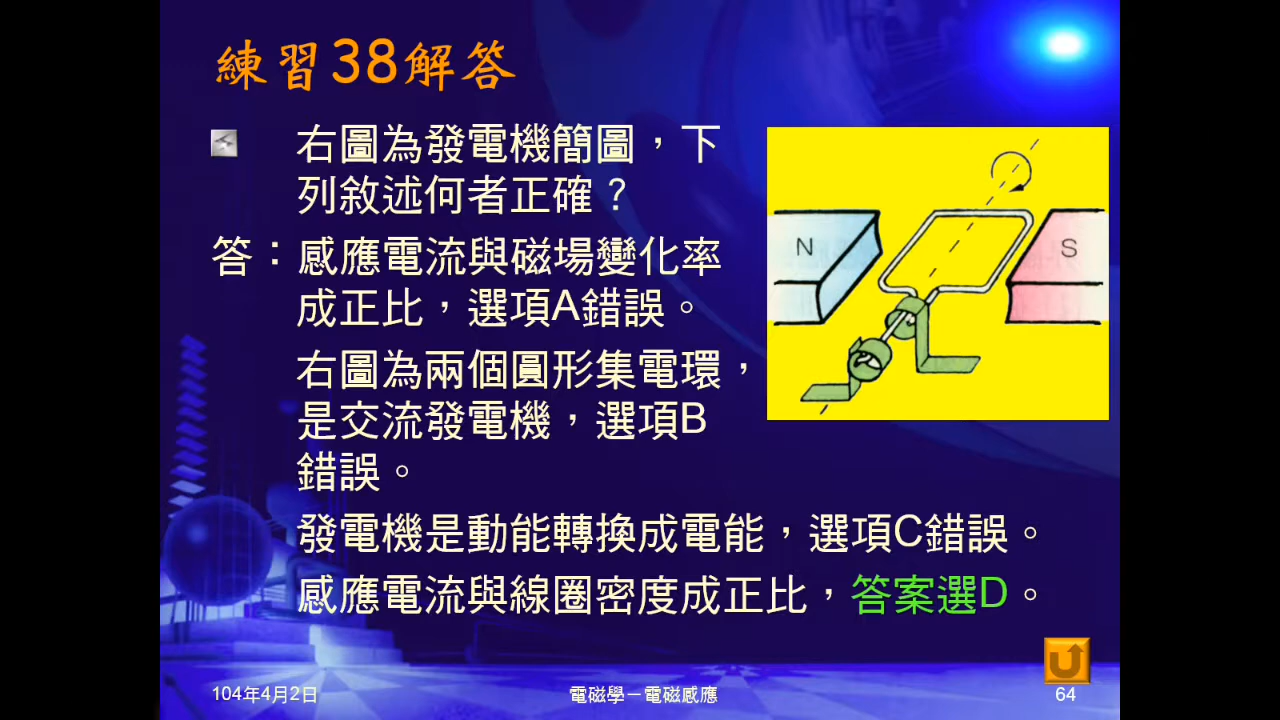 練習38解答
右圖為發電機簡圖，下
列敘述何者正確？
答：感應電流與磁場變化率
成正比，選項A錯誤。
右圖為兩個圓形集電環，
是交流發電機，選項B
錯誤。
發電機是動能轉換成電能，選項C錯誤。
感應電流與線圈密度成正比，答案選D。
N
S
104年4月2日
電磁學－電磁感應
64